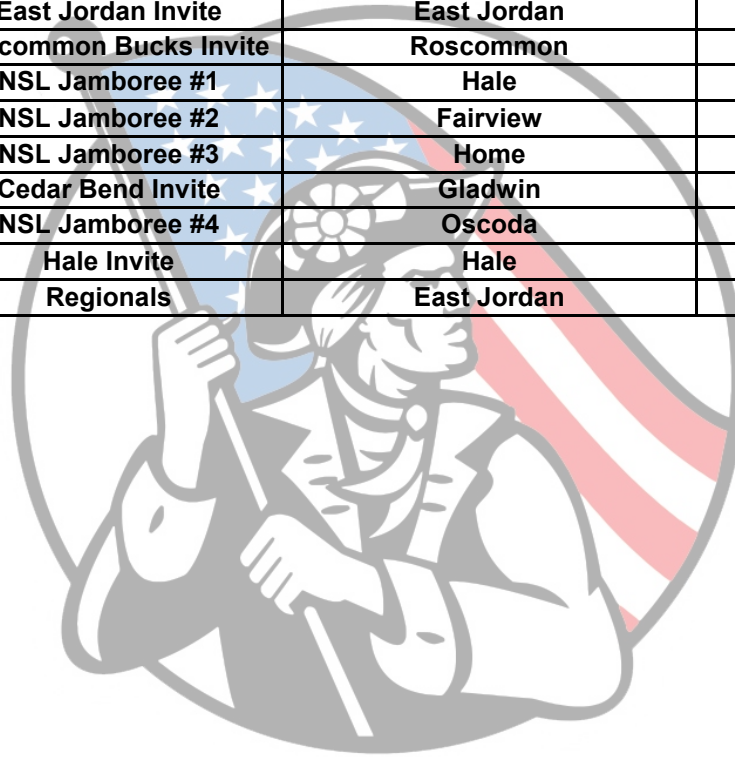 East Jordan Invite East Jordan
common Bucks Invite Roscommon
NSL Jamboree #1 Hale
NSL Jamboree #2 Fairview
NSL Jamboree #3 Home
Cedar Bend Invite Gladwin
NSL Jamboree #4 Oscoda
Hale Invite Hale
Regionals East Jordan